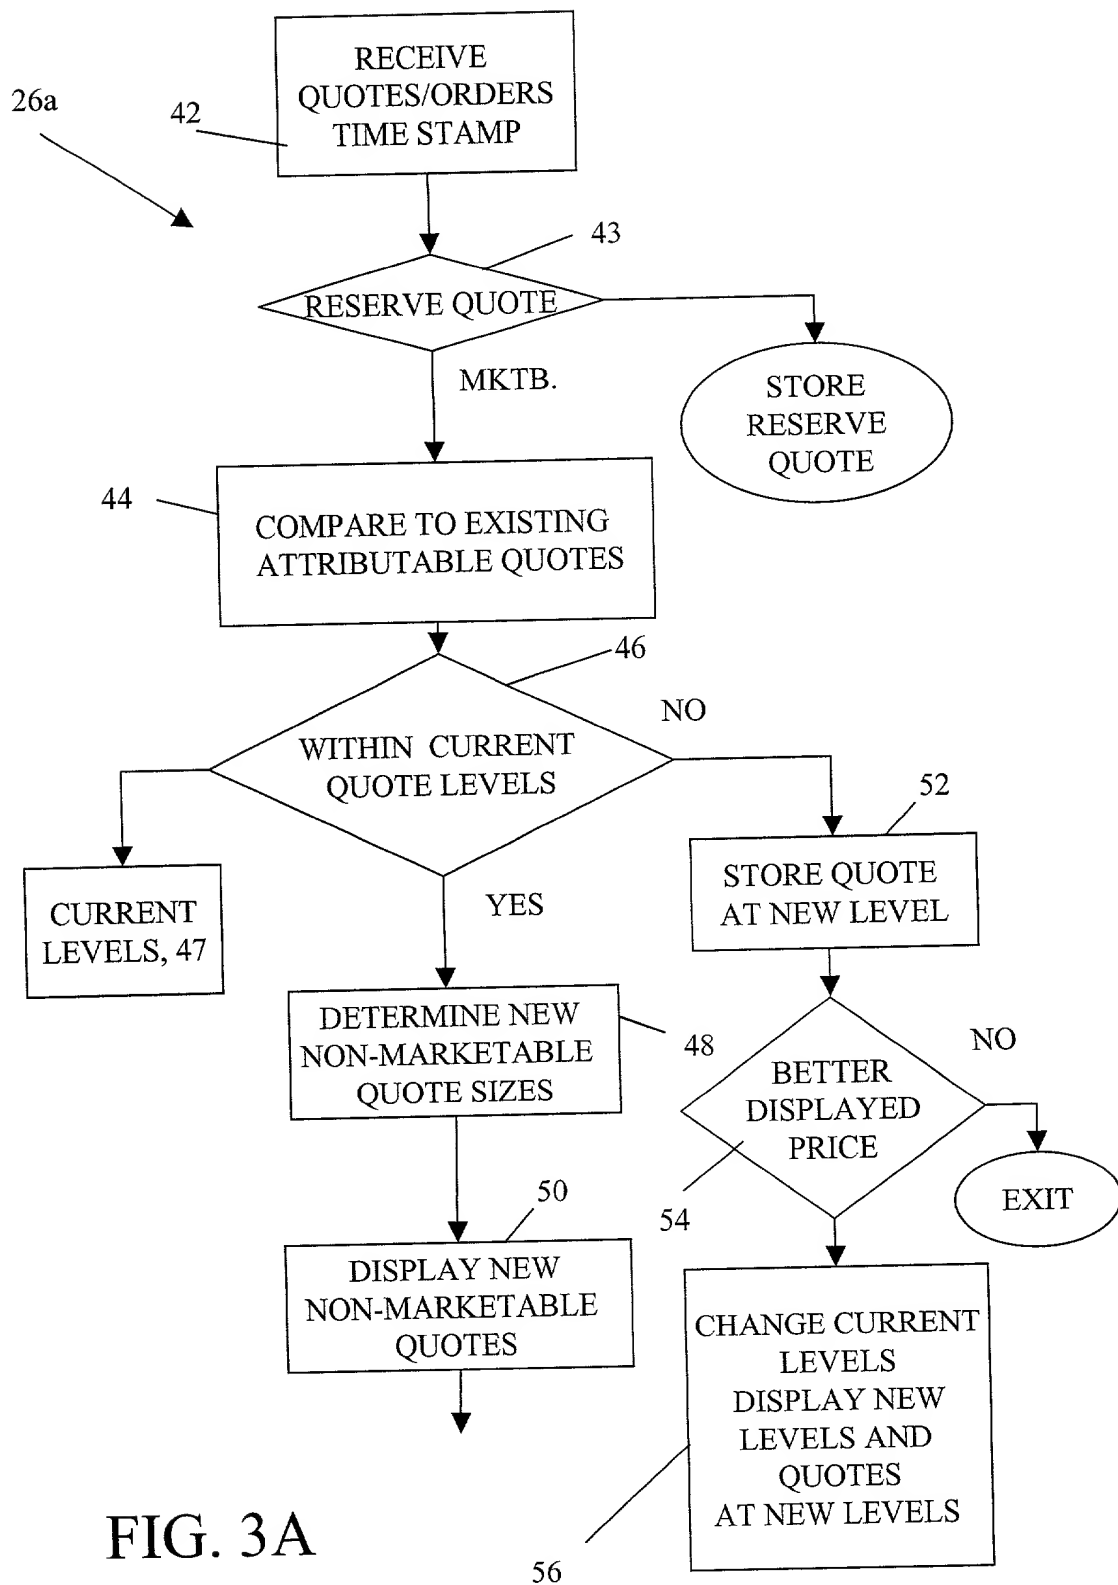 RECEIVE
QUOTES/ORDERS
TIME STAMP
26a
42
43
RESERVE QUOTE
MKTB.
STORE
RESERVE
QUOTE
44
COMPARE TO EXISTING
ATTRIBUTABLE QUOTES
46
NO
WITHIN CURRENT
QUOTE LEVELS
52
STORE QUOTE
AT NEW LEVEL
YES
CURRENT
LEVELS, 47
DETERMINE NEW
NON-MARKETABLE
QUOTE SIZES
48
NO
BETTER
DISPLAYED
PRICE
54
EXIT
50
DISPLAY NEW
NON-MARKETABLE
QUOTES
CHANGE CURRENT
LEVELS
DISPLAY NEW
LEVELS AND
QUOTES
AT NEW LEVELS
56
FIG. 3A